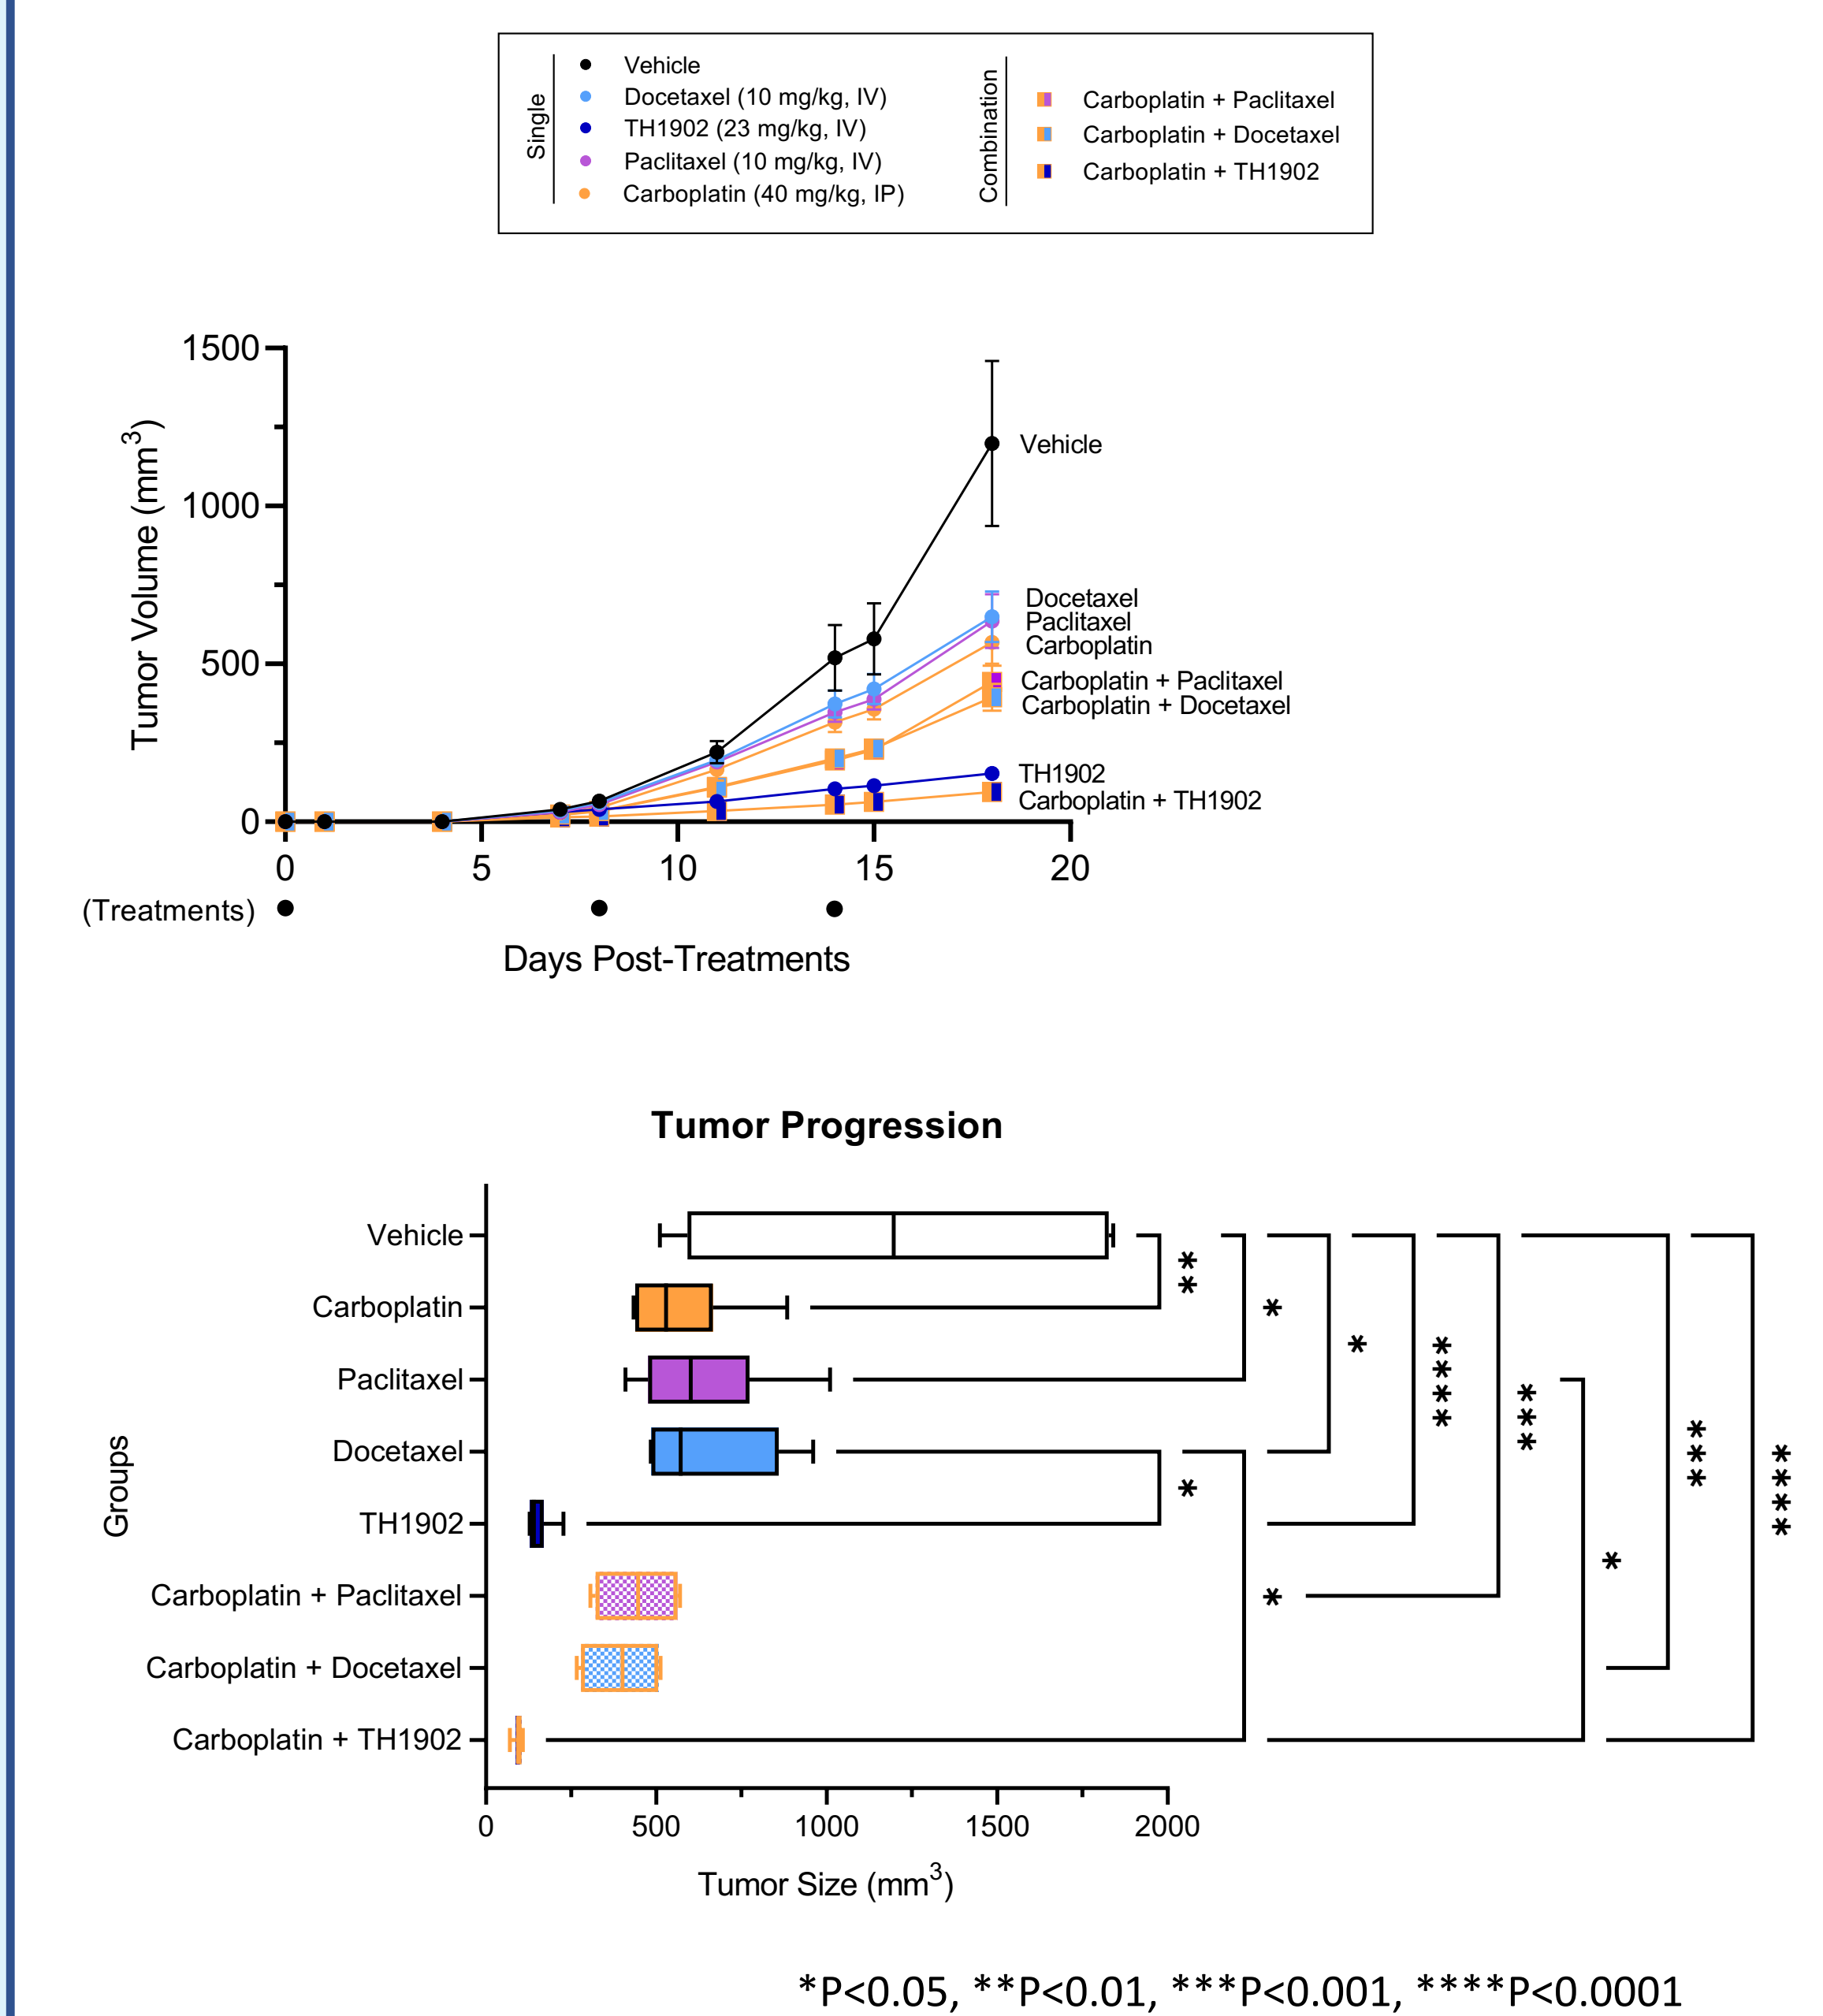 Single
Vehicle
Docetaxel (10 mg/kg, IV)
TH1902 (23 mg/kg, IV)
Paclitaxel (10 mg/kg, IV)
Carboplatin (40 mg/kg, IP)
Combination
Carboplatin + Paclitaxel
Carboplatin + Docetaxel
Carboplatin + TH1902
Tumor Volume (mm³)
1500
1000
500
0
Vehicle
Docetaxel
Paclitaxel
Carboplatin
Carboplatin + Paclitaxel
Carboplatin + Docetaxel
TH1902
Carboplatin + TH1902
0 5 10 15 20
(Treatments)
Days Post-Treatments
Tumor Progression
Groups
Vehicle
Carboplatin
Paclitaxel
Docetaxel
TH1902
Carboplatin + Paclitaxel
Carboplatin + Docetaxel
Carboplatin + TH1902
**
*
*
****
***
*
***
****
*
*
0 500 1000 1500 2000
Tumor Size (mm³)
*P<0.05, **P<0.01, ***P<0.001, ****P<0.0001